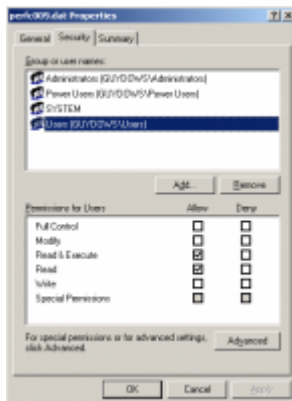 perfc009.dat Properties
General Security Summary
Group or user names:
Administrators (GUYDOWS\Administrators)
Power Users (GUYDOWS\Power Users)
SYSTEM
Users (GUYDOWS\Users)
Add... Remove
Permissions for Users Allow Deny
Full Control
Modify
Read & Execute
Read
Write
Special Permissions
For special permissions or for advanced settings,
click Advanced.
Advanced
OK Cancel Apply